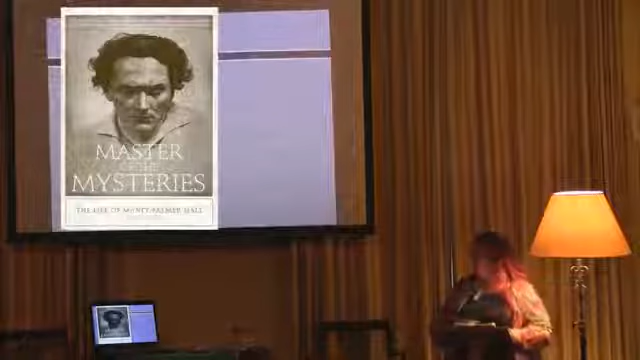 MASTER
OF THE
MYSTERIES
THE LIFE OF MANLY PALMER HALL